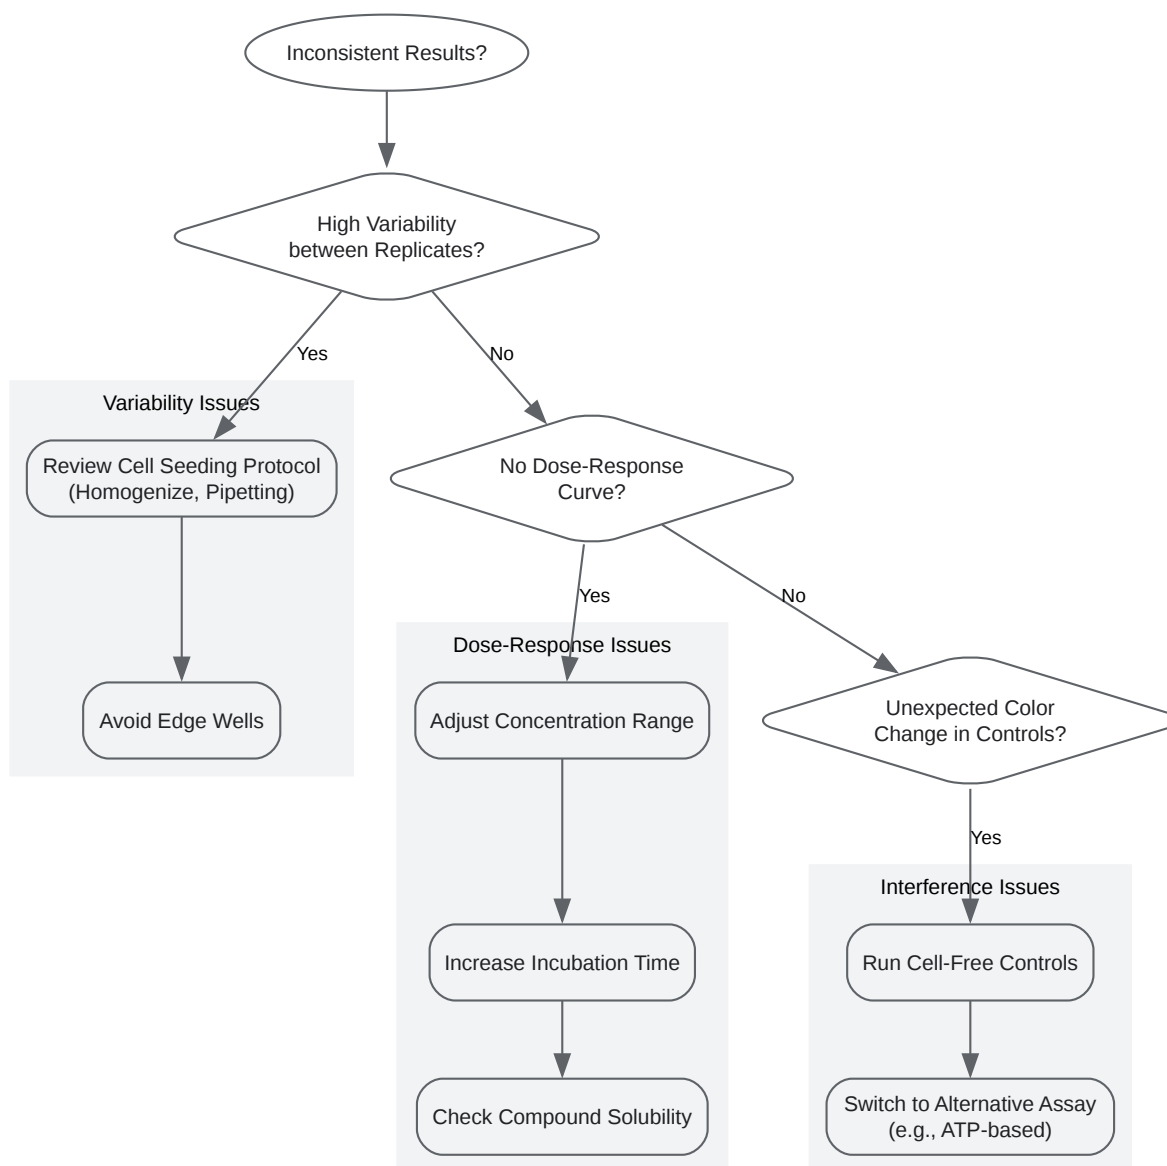 Inconsistent Results?
High Variability
between Replicates?
Yes
No
Variability Issues
Review Cell Seeding Protocol
(Homogenize, Pipetting)
No Dose-Response
Curve?
Yes
No
Dose-Response Issues
Avoid Edge Wells
Adjust Concentration Range
Unexpected Color
Change in Controls?
Yes
Interference Issues
Increase Incubation Time
Run Cell-Free Controls
Check Compound Solubility
Switch to Alternative Assay
(e.g., ATP-based)